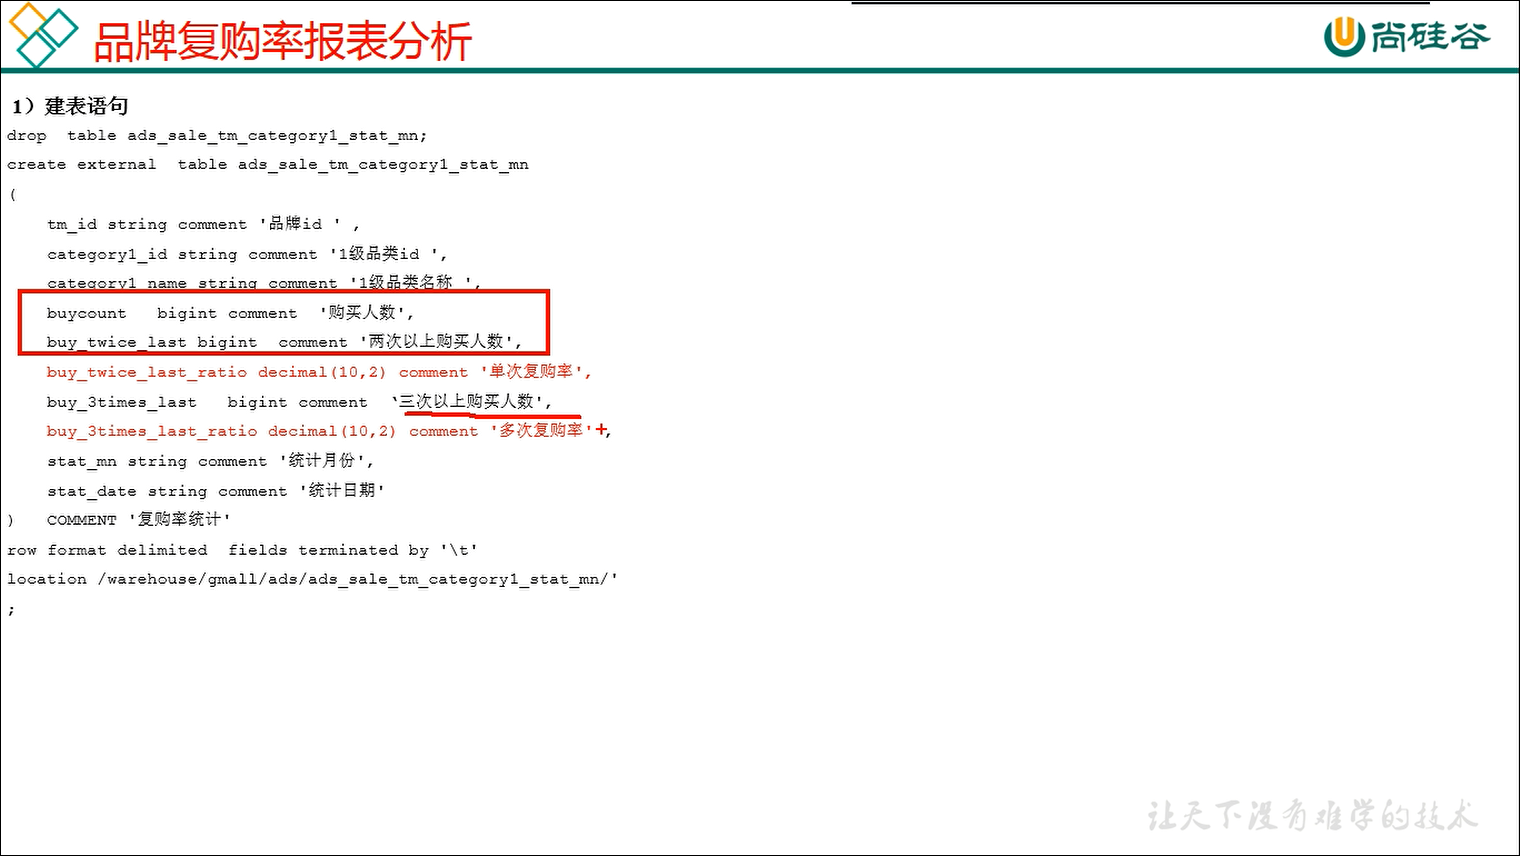 品牌复购率报表分析
尚硅谷
1）建表语句
drop  table ads_sale_tm_category1_stat_mn;
create external  table ads_sale_tm_category1_stat_mn
(
    tm_id string comment '品牌id ' ,
    category1_id string comment '1级品类id ',
    category1_name string comment '1级品类名称 ',
    buycount   bigint comment  '购买人数',
    buy_twice_last bigint  comment '两次以上购买人数',
    buy_twice_last_ratio decimal(10,2) comment '单次复购率',
    buy_3times_last   bigint comment  '三次以上购买人数',
    buy_3times_last_ratio decimal(10,2) comment '多次复购率' ,
    stat_mn string comment '统计月份',
    stat_date string comment '统计日期'
)   COMMENT '复购率统计'
row format delimited  fields terminated by '\t'
location /warehouse/gmall/ads/ads_sale_tm_category1_stat_mn/'
;
让天下没有难学的技术